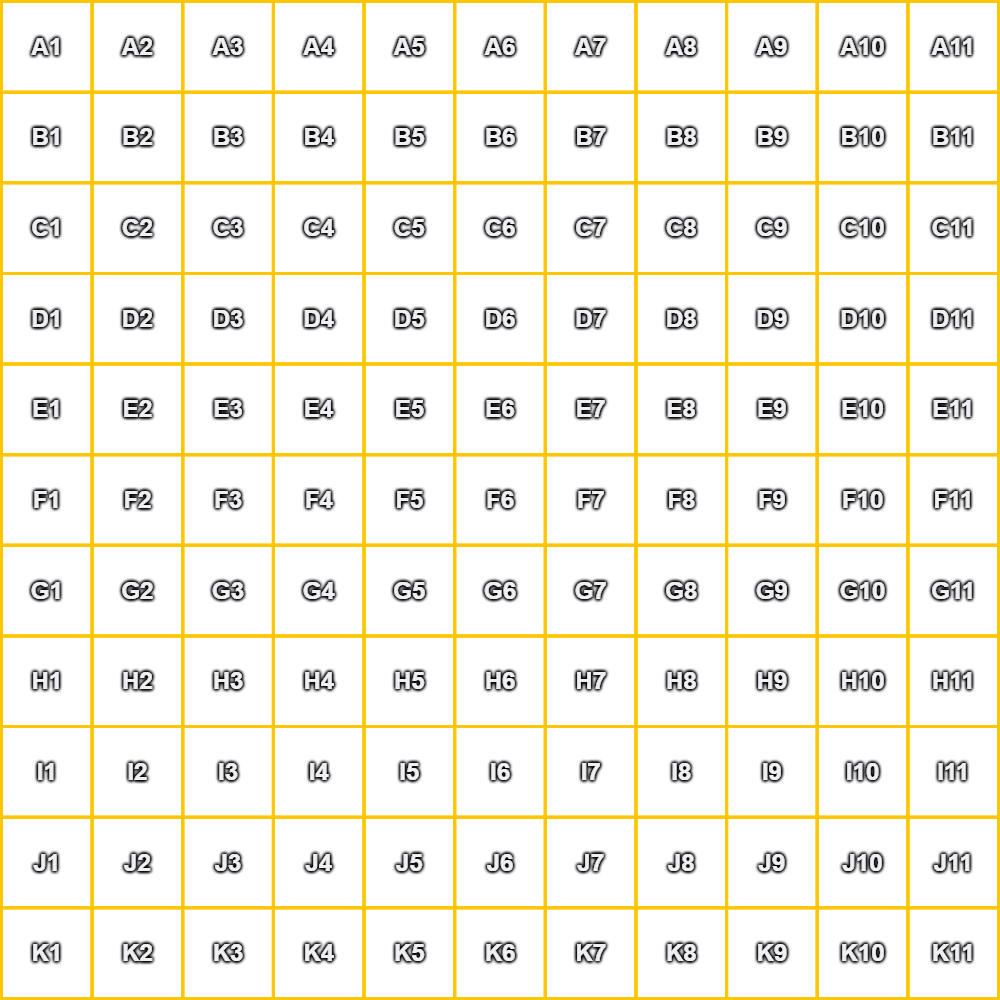 A1 A2 A3 A4 A5 A6 A7 A8 A9 A10 A11
B1 B2 B3 B4 B5 B6 B7 B8 B9 B10 B11
C1 C2 C3 C4 C5 C6 C7 C8 C9 C10 C11
D1 D2 D3 D4 D5 D6 D7 D8 D9 D10 D11
E1 E2 E3 E4 E5 E6 E7 E8 E9 E10 E11
F1 F2 F3 F4 F5 F6 F7 F8 F9 F10 F11
G1 G2 G3 G4 G5 G6 G7 G8 G9 G10 G11
H1 H2 H3 H4 H5 H6 H7 H8 H9 H10 H11
I1 I2 I3 I4 I5 I6 I7 I8 I9 I10 I11
J1 J2 J3 J4 J5 J6 J7 J8 J9 J10 J11
K1 K2 K3 K4 K5 K6 K7 K8 K9 K10 K11